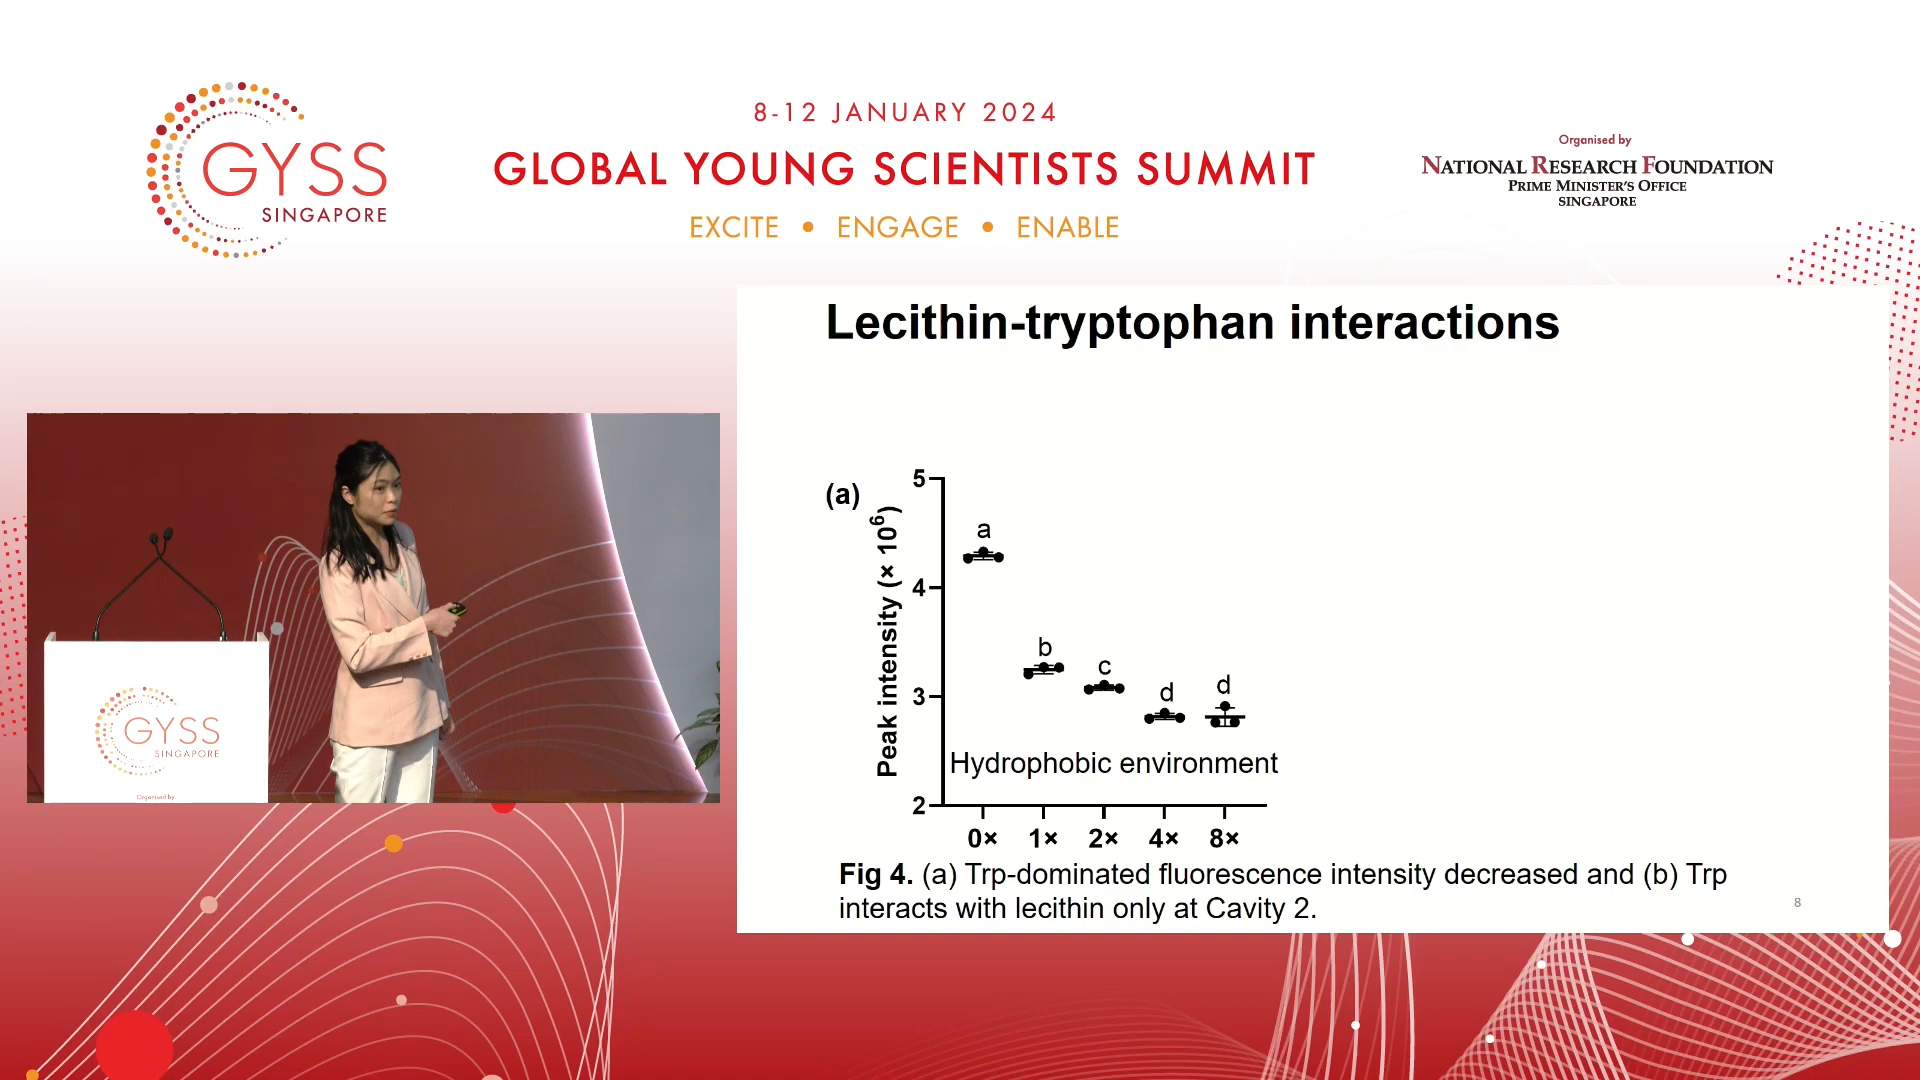 8-12 JANUARY 2024
GLOBAL YOUNG SCIENTISTS SUMMIT
EXCITE • ENGAGE • ENABLE
GYSS
SINGAPORE
Organised by
NATIONAL RESEARCH FOUNDATION
PRIME MINISTER'S OFFICE
SINGAPORE
Lecithin-tryptophan interactions
(a)
Peak intensity (× 10⁶)
5
4
3
2
a
b
c
d
d
Hydrophobic environment
0× 1× 2× 4× 8×
Fig 4. (a) Trp-dominated fluorescence intensity decreased and (b) Trp
interacts with lecithin only at Cavity 2.
8
GYSS
SINGAPORE
Organised by